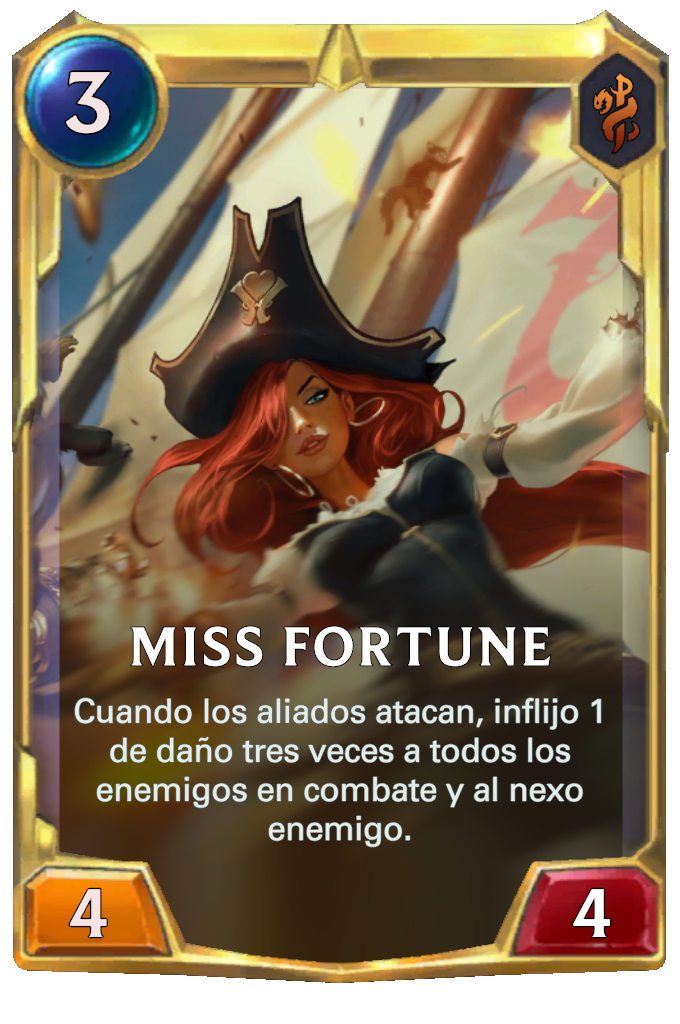 3
MISS FORTUNE
Cuando los aliados atacan, inflijo 1
de daño tres veces a todos los
enemigos en combate y al nexo
enemigo.
4
4